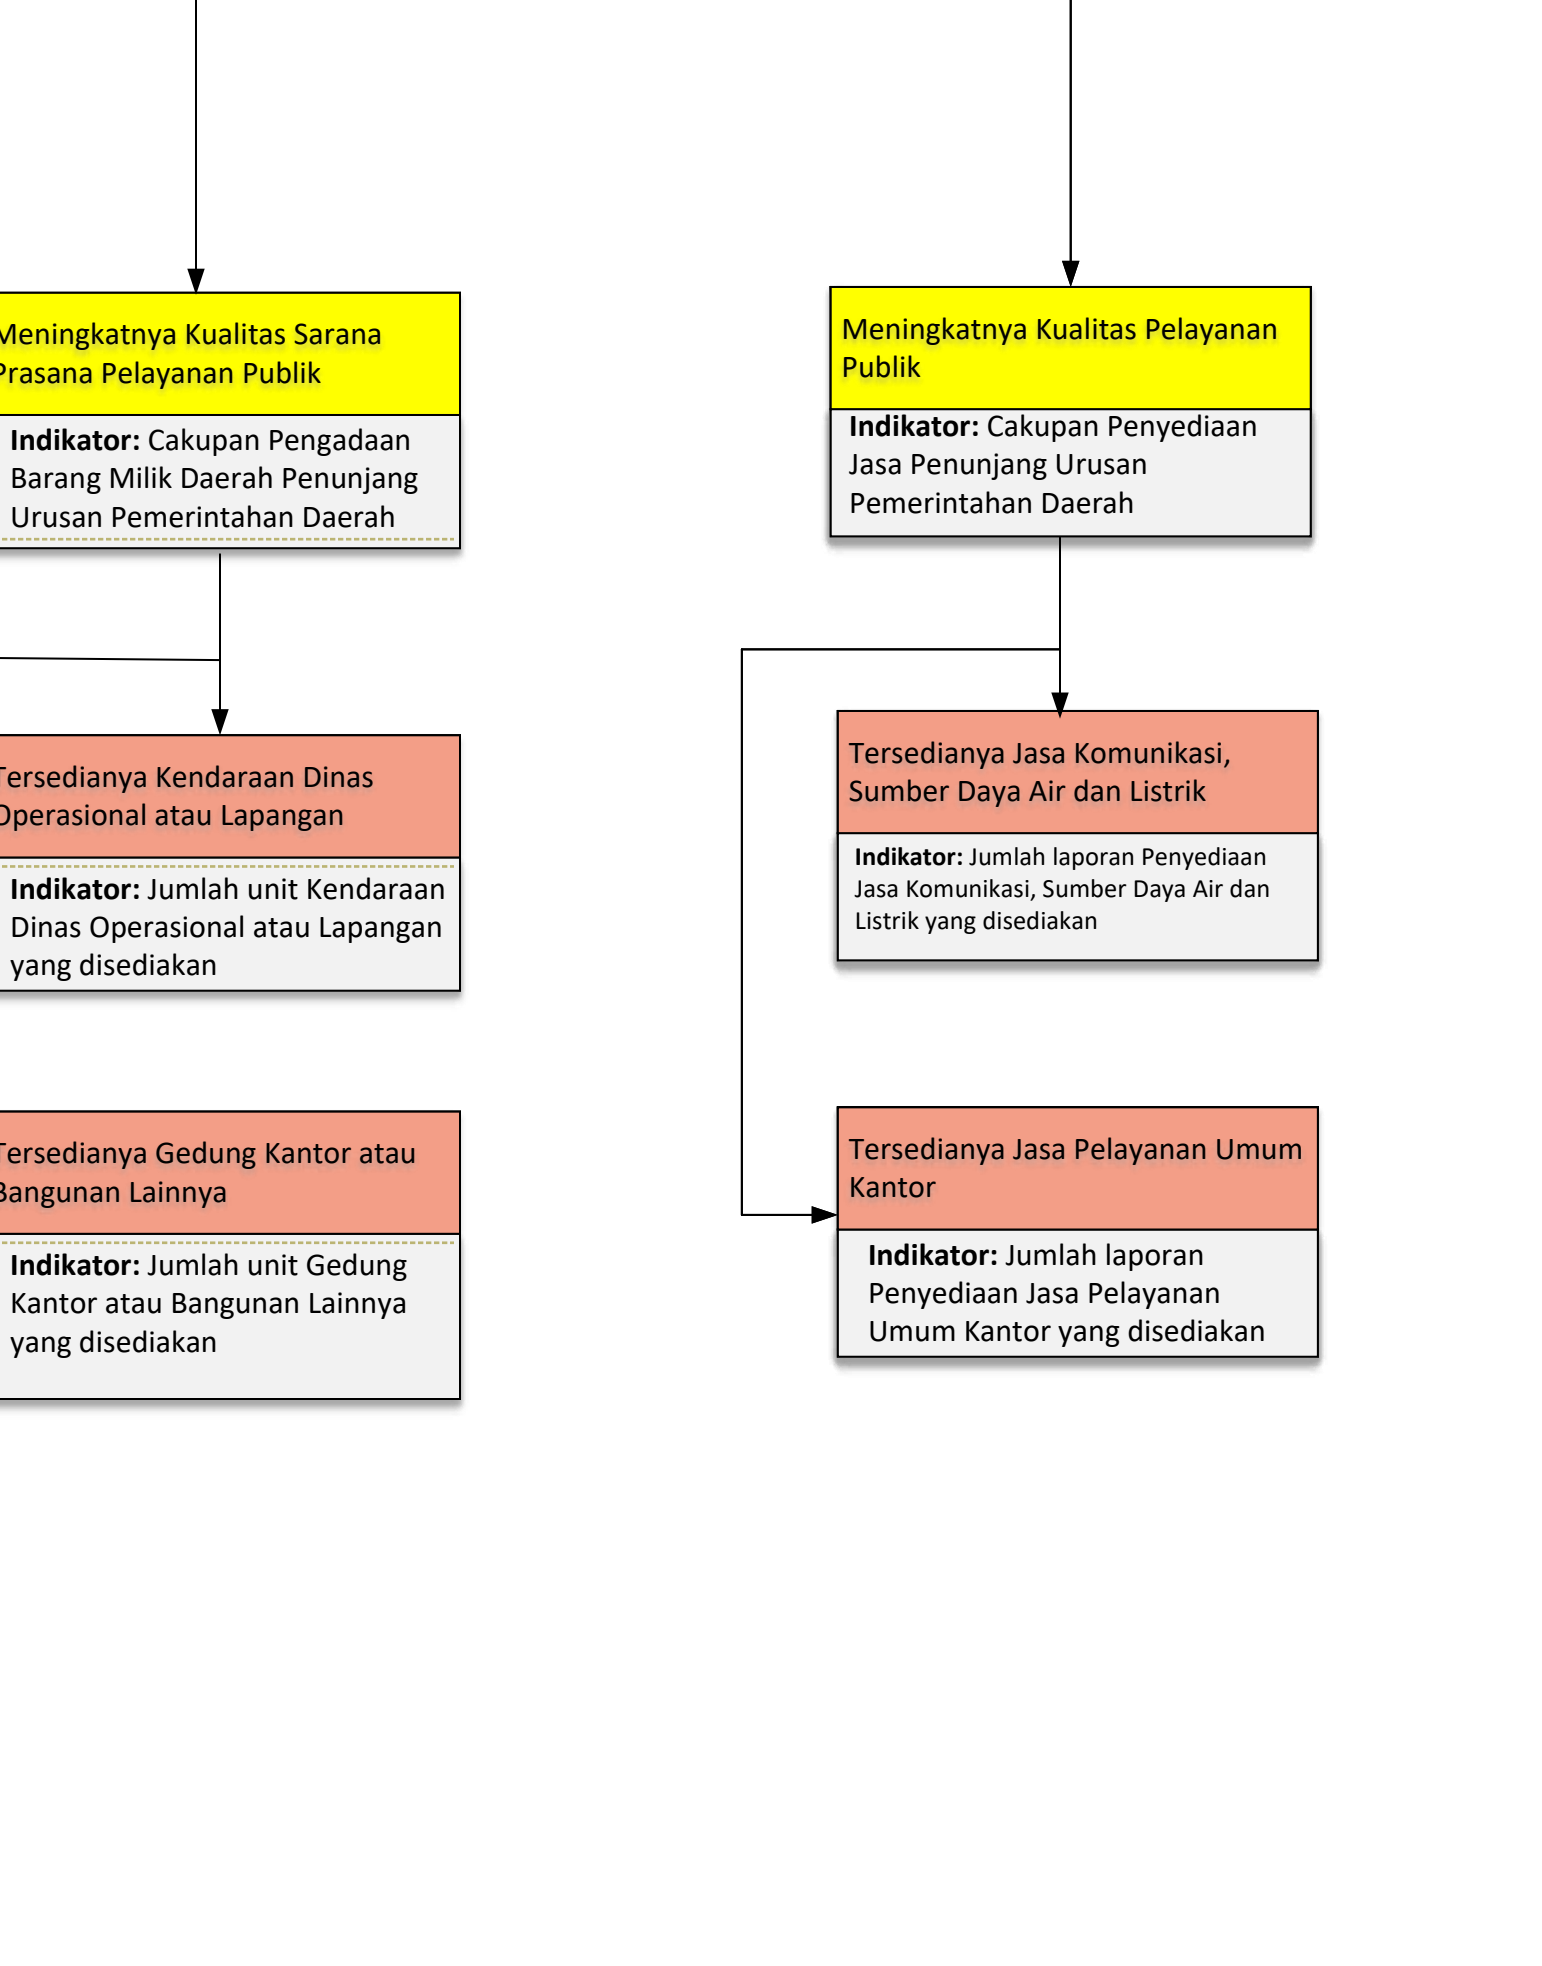 Meningkatnya Kualitas Sarana
Prasana Pelayanan Publik
Indikator: Cakupan Pengadaan
Barang Milik Daerah Penunjang
Urusan Pemerintahan Daerah
Tersedianya Kendaraan Dinas
Operasional atau Lapangan
Indikator: Jumlah unit Kendaraan
Dinas Operasional atau Lapangan
yang disediakan
Tersedianya Gedung Kantor atau
Bangunan Lainnya
Indikator: Jumlah unit Gedung
Kantor atau Bangunan Lainnya
yang disediakan
Meningkatnya Kualitas Pelayanan
Publik
Indikator: Cakupan Penyediaan
Jasa Penunjang Urusan
Pemerintahan Daerah
Tersedianya Jasa Komunikasi,
Sumber Daya Air dan Listrik
Indikator: Jumlah laporan Penyediaan
Jasa Komunikasi, Sumber Daya Air dan
Listrik yang disediakan
Tersedianya Jasa Pelayanan Umum
Kantor
Indikator: Jumlah laporan
Penyediaan Jasa Pelayanan
Umum Kantor yang disediakan